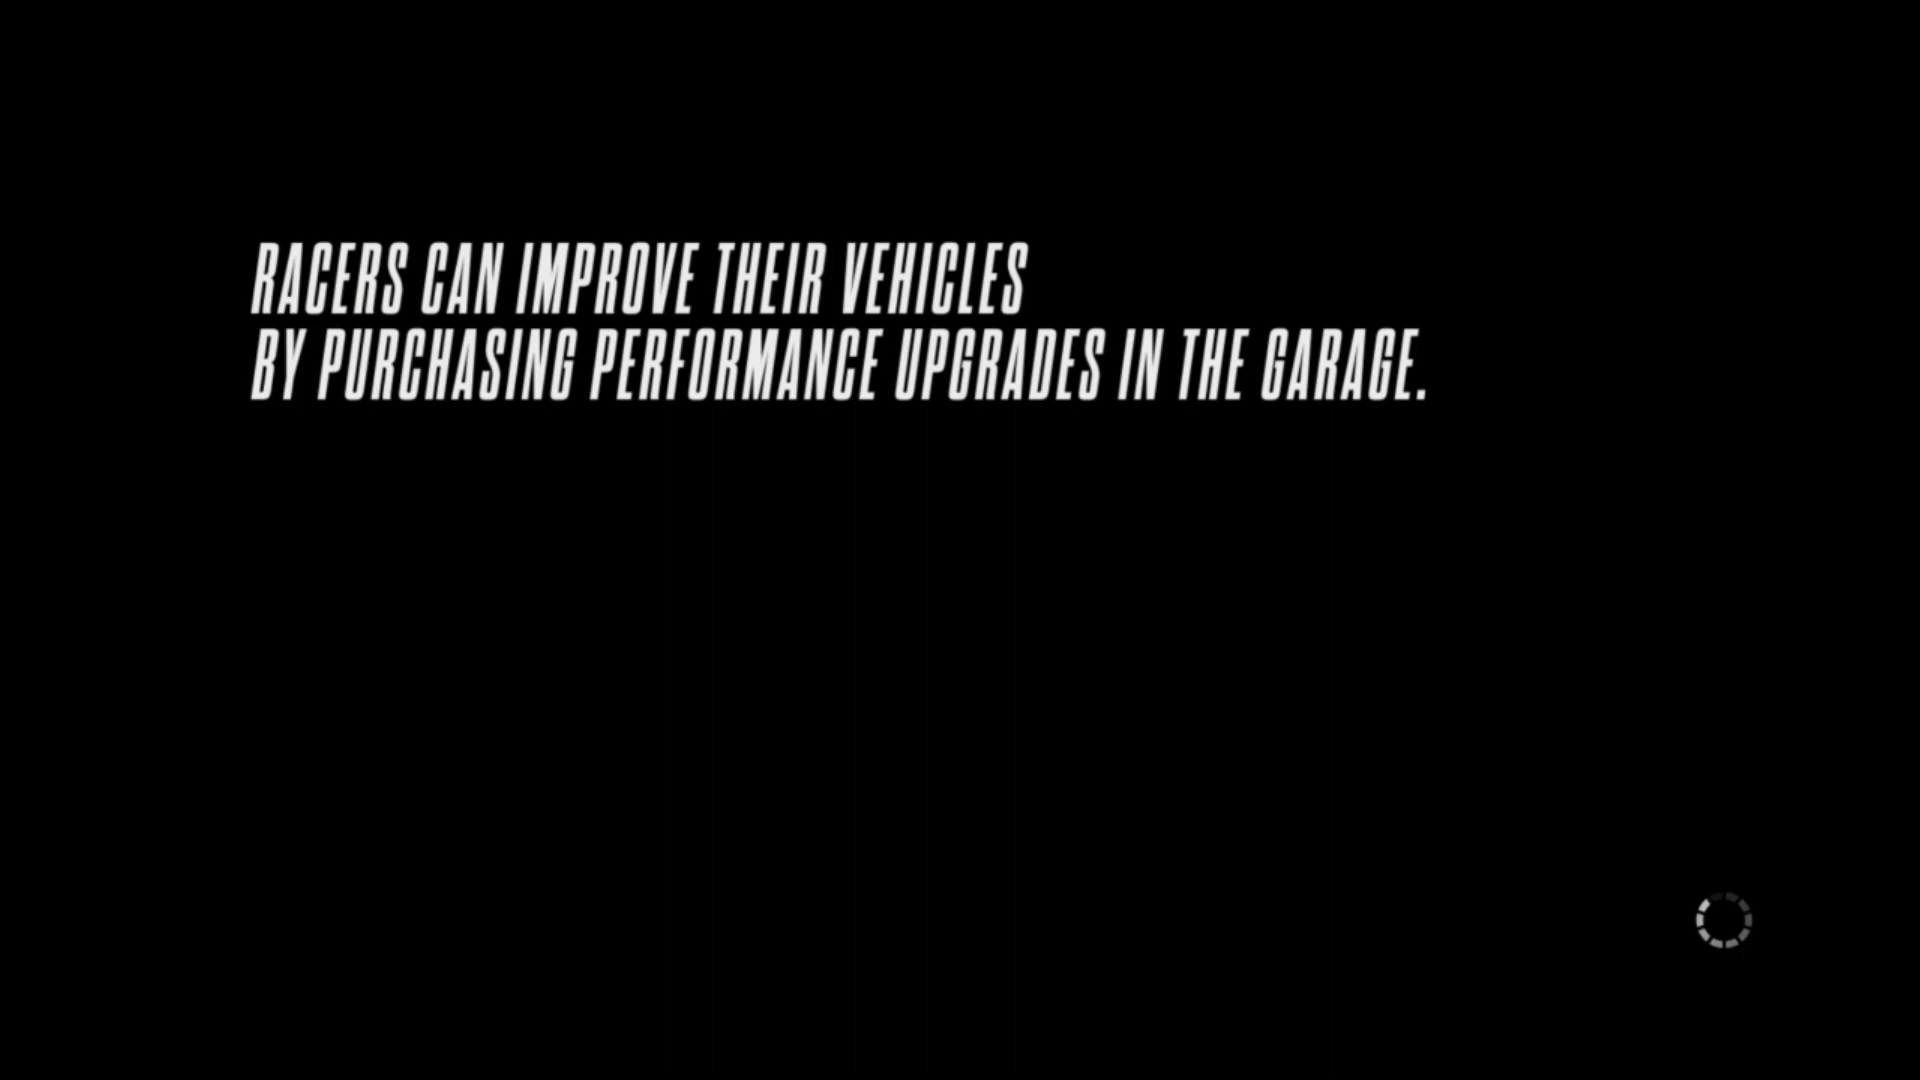 RACERS CAN IMPROVE THEIR VEHICLES
BY PURCHASING PERFORMANCE UPGRADES IN THE GARAGE.